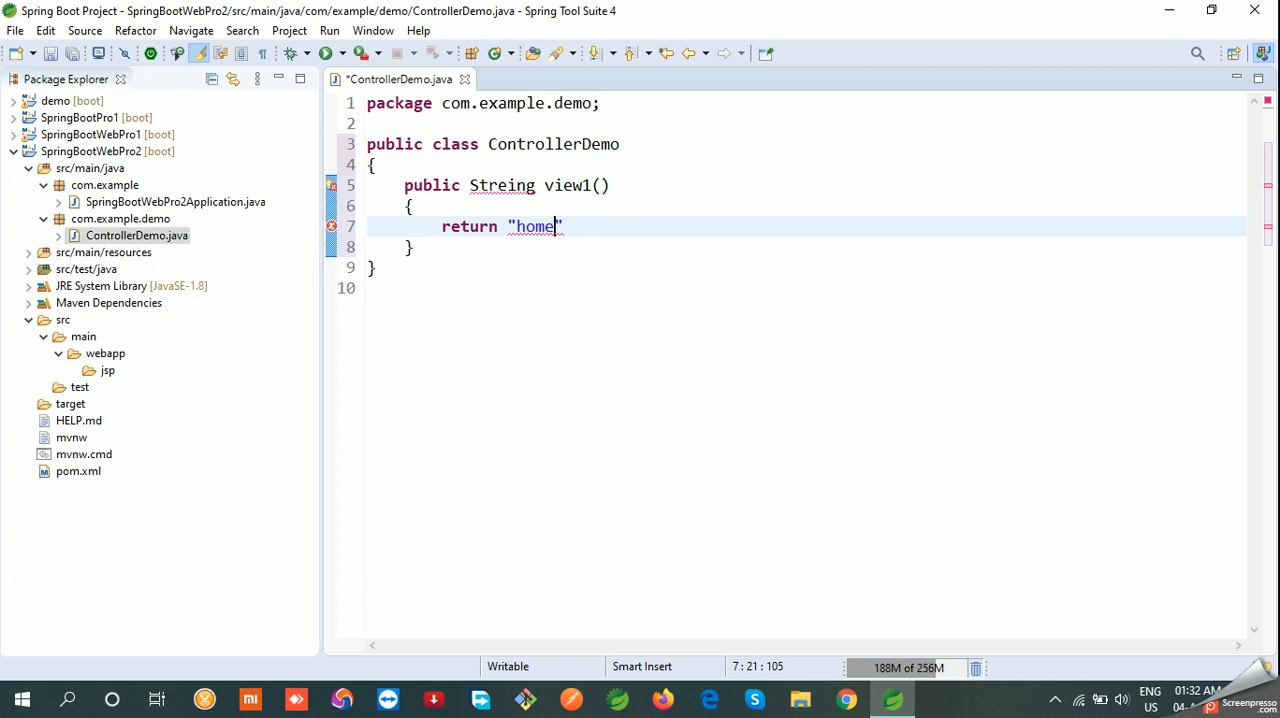 Spring Boot Project - SpringBootWebPro2/src/main/java/com/example/demo/ControllerDemo.java - Spring Tool Suite 4
File Edit Source Refactor Navigate Search Project Run Window Help
Package Explorer
*ControllerDemo.java
demo [boot]
SpringBootPro1 [boot]
SpringBootWebPro1 [boot]
SpringBootWebPro2 [boot]
src/main/java
com.example
SpringBootWebPro2Application.java
com.example.demo
ControllerDemo.java
src/main/resources
src/test/java
JRE System Library [JavaSE-1.8]
Maven Dependencies
src
main
webapp
jsp
test
target
HELP.md
mvnw
mvnw.cmd
pom.xml
1 package com.example.demo;
2
3 public class ControllerDemo
4 {
5 public Streing view1()
6 {
7 return "home"
8 }
9 }
10
Writable Smart Insert 7 : 21 : 105 188M of 256M
ENG 01:32 AM
US 04-
Screenpresso.com